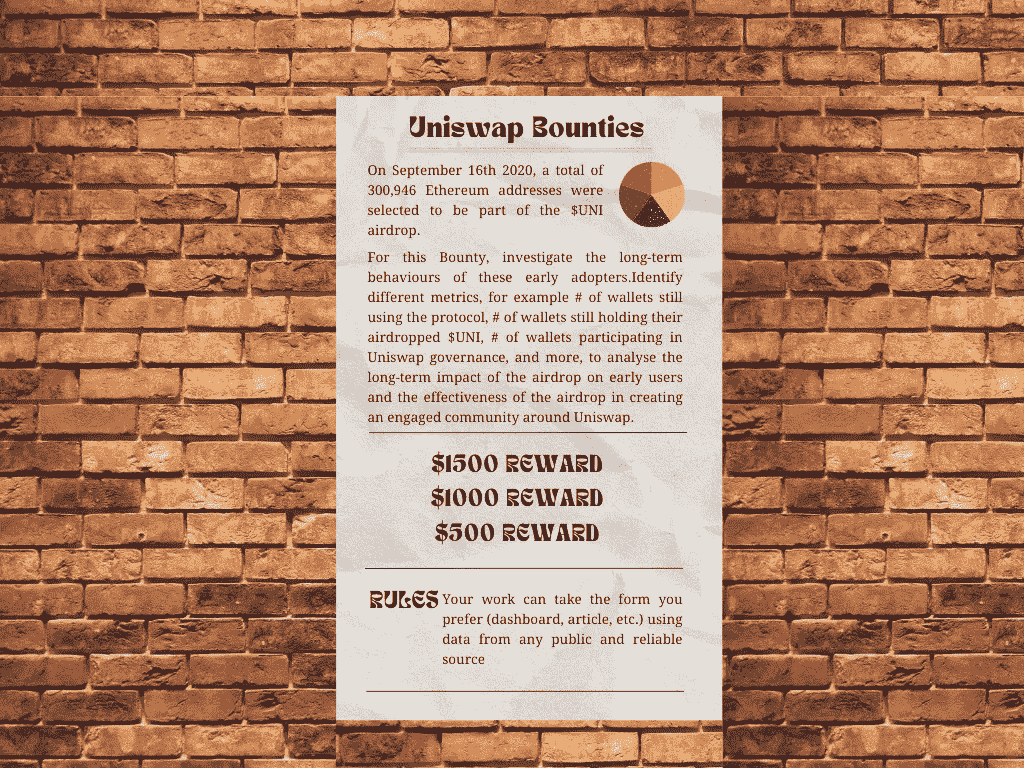 Uniswap Bounties
On September 16th 2020, a total of
300,946 Ethereum addresses were
selected to be part of the $UNI
airdrop.
For this Bounty, investigate the long-term
behaviours of these early adopters.Identify
different metrics, for example # of wallets still
using the protocol, # of wallets still holding their
airdropped $UNI, # of wallets participating in
Uniswap governance, and more, to analyse the
long-term impact of the airdrop on early users
and the effectiveness of the airdrop in creating
an engaged community around Uniswap.
$1500 REWARD
$1000 REWARD
$500 REWARD
RULES Your work can take the form you
prefer (dashboard, article, etc.) using
data from any public and reliable
source